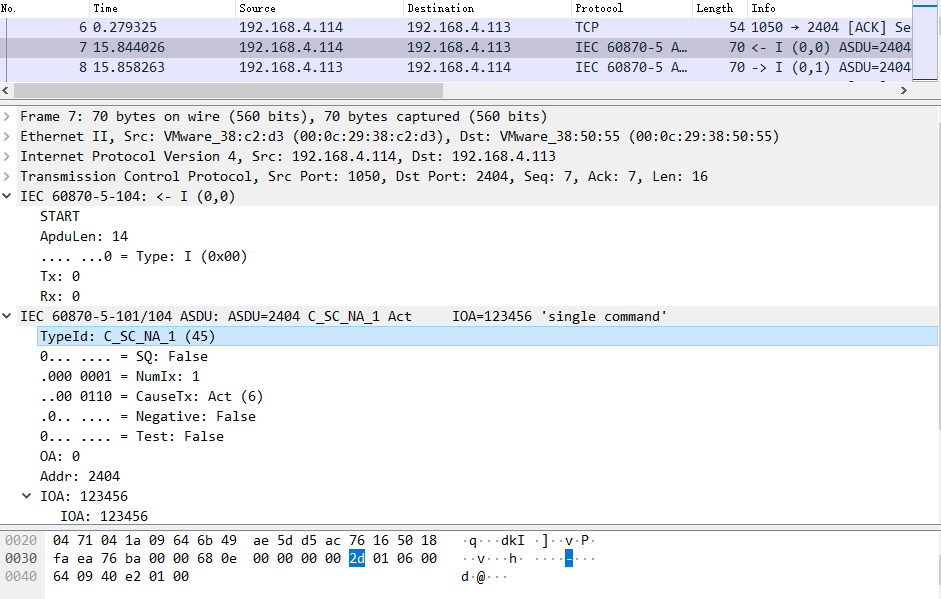 No. Time Source Destination Protocol Length Info
6 0.279325 192.168.4.114 192.168.4.113 TCP 54 1050 → 2404 [ACK] Se
7 15.844026 192.168.4.114 192.168.4.113 IEC 60870-5 A… 70 <- I (0,0) ASDU=2404
8 15.858263 192.168.4.113 192.168.4.114 IEC 60870-5 A… 70 -> I (0,1) ASDU=2404
Frame 7: 70 bytes on wire (560 bits), 70 bytes captured (560 bits)
Ethernet II, Src: VMware_38:c2:d3 (00:0c:29:38:c2:d3), Dst: VMware_38:50:55 (00:0c:29:38:50:55)
Internet Protocol Version 4, Src: 192.168.4.114, Dst: 192.168.4.113
Transmission Control Protocol, Src Port: 1050, Dst Port: 2404, Seq: 7, Ack: 7, Len: 16
IEC 60870-5-104: <- I (0,0)
START
ApduLen: 14
.... ...0 = Type: I (0x00)
Tx: 0
Rx: 0
IEC 60870-5-101/104 ASDU: ASDU=2404 C_SC_NA_1 Act IOA=123456 'single command'
TypeId: C_SC_NA_1 (45)
0... .... = SQ: False
.000 0001 = NumIx: 1
..00 0110 = CauseTx: Act (6)
.0.. .... = Negative: False
0... .... = Test: False
OA: 0
Addr: 2404
IOA: 123456
IOA: 123456
0020 04 71 04 1a 09 64 6b 49 ae 5d d5 ac 76 16 50 18 ·q···dkI ·]··v·P·
0030 fa ea 76 ba 00 00 68 0e 00 00 00 00 2d 01 06 00 ··v···h· ····-···
0040 64 09 40 e2 01 00 d·@···